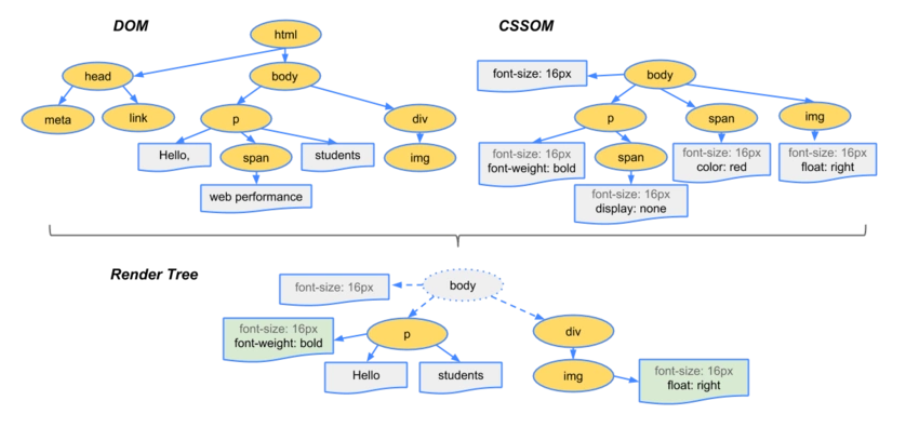 DOM
html
head
body
meta
link
p
div
Hello,
span
students
img
web performance
CSSOM
font-size: 16px
body
p
span
img
font-size: 16px
font-weight: bold
span
font-size: 16px
color: red
font-size: 16px
float: right
font-size: 16px
display: none
Render Tree
font-size: 16px
body
font-size: 16px
font-weight: bold
p
div
Hello
students
img
font-size: 16px
float: right